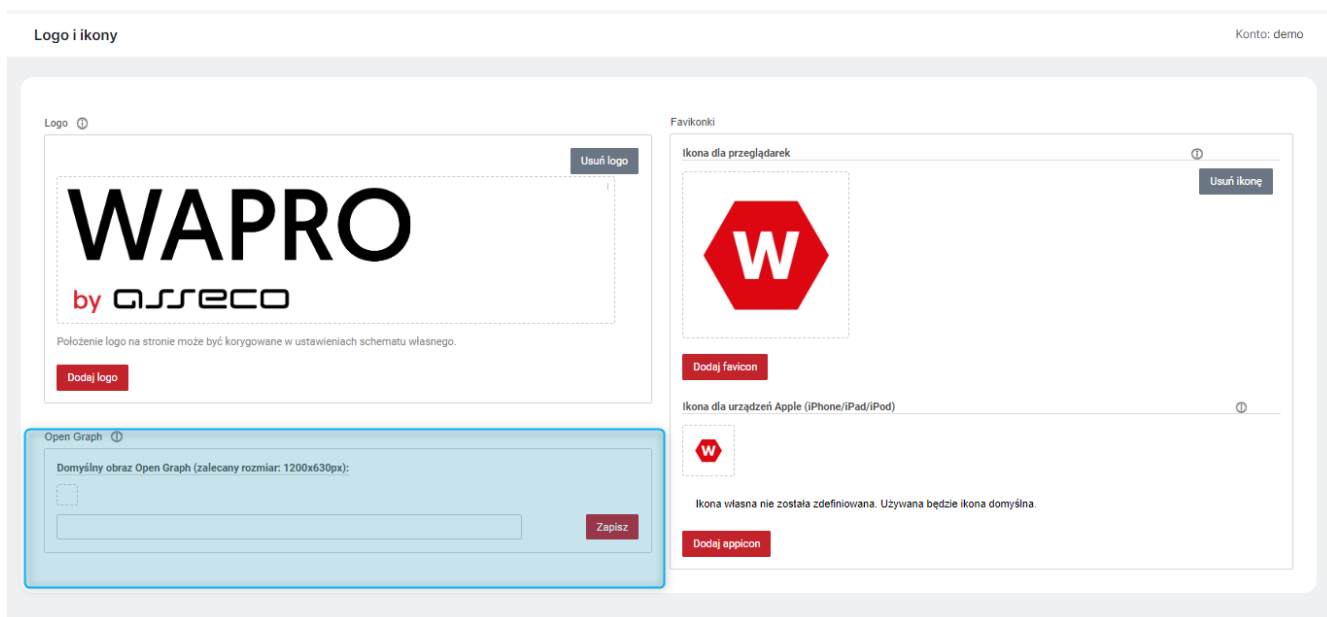 Logo i ikony
Konto: demo
Logo
Usuń logo
WAPRO
by asseco
Położenie logo na stronie może być korygowane w ustawieniach schematu własnego.
Dodaj logo
Open Graph
Domyślny obraz Open Graph (zalecany rozmiar: 1200x630px):
Zapisz
Favikonki
Ikona dla przeglądarek
Usuń ikonę
W
Dodaj favicon
Ikona dla urządzeń Apple (iPhone/iPad/iPod)
W
Ikona własna nie została zdefiniowana. Używana będzie ikona domyślna.
Dodaj appicon